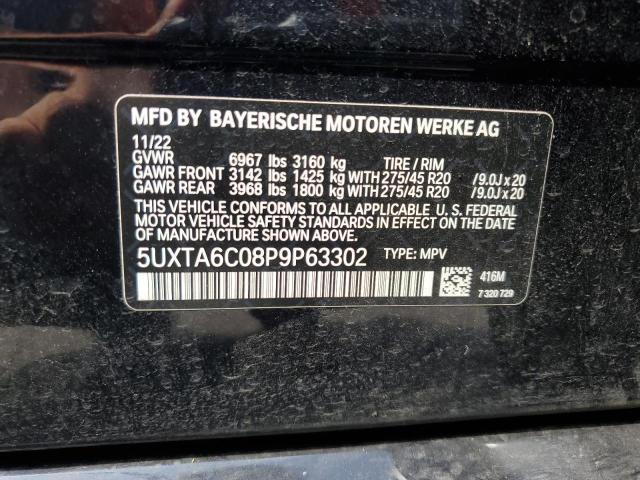 MFD BY BAYERISCHE MOTOREN WERKE AG
11/22
GVWR 6967 lbs 3160 kg TIRE / RIM
GAWR FRONT 3142 lbs 1425 kg WITH 275/45 R20 /9.0J x 20
GAWR REAR 3968 lbs 1800 kg WITH 275/45 R20 /9.0J x 20
THIS VEHICLE CONFORMS TO ALL APPLICABLE U. S. FEDERAL
MOTOR VEHICLE SAFETY STANDARDS IN EFFECT ON THE DATE
OF MANUFACTURE SHOWN ABOVE.
5UXTA6C08P9P63302 TYPE: MPV
416M
7 320 729